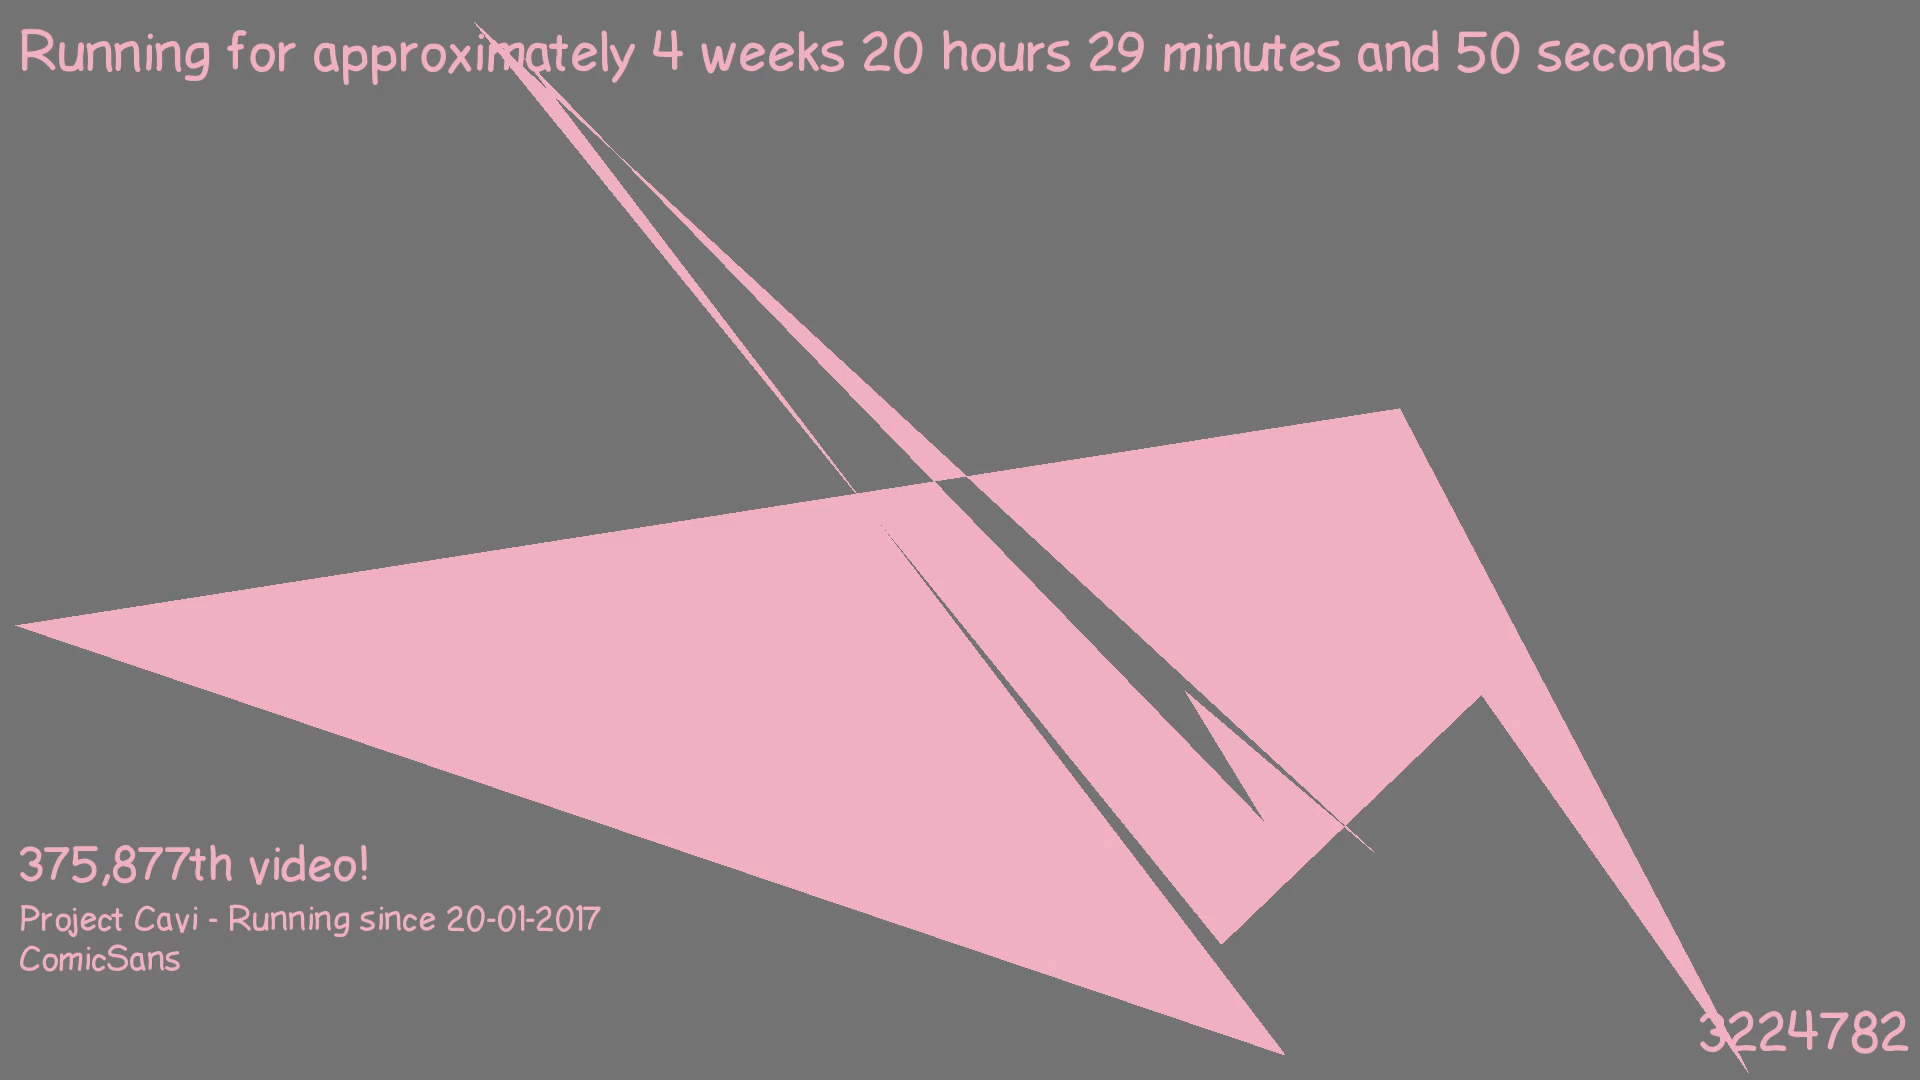 Running for approximately 4 weeks 20 hours 29 minutes and 50 seconds
375,877th video!
Project Cavi - Running since 20-01-2017
ComicSans
3224782